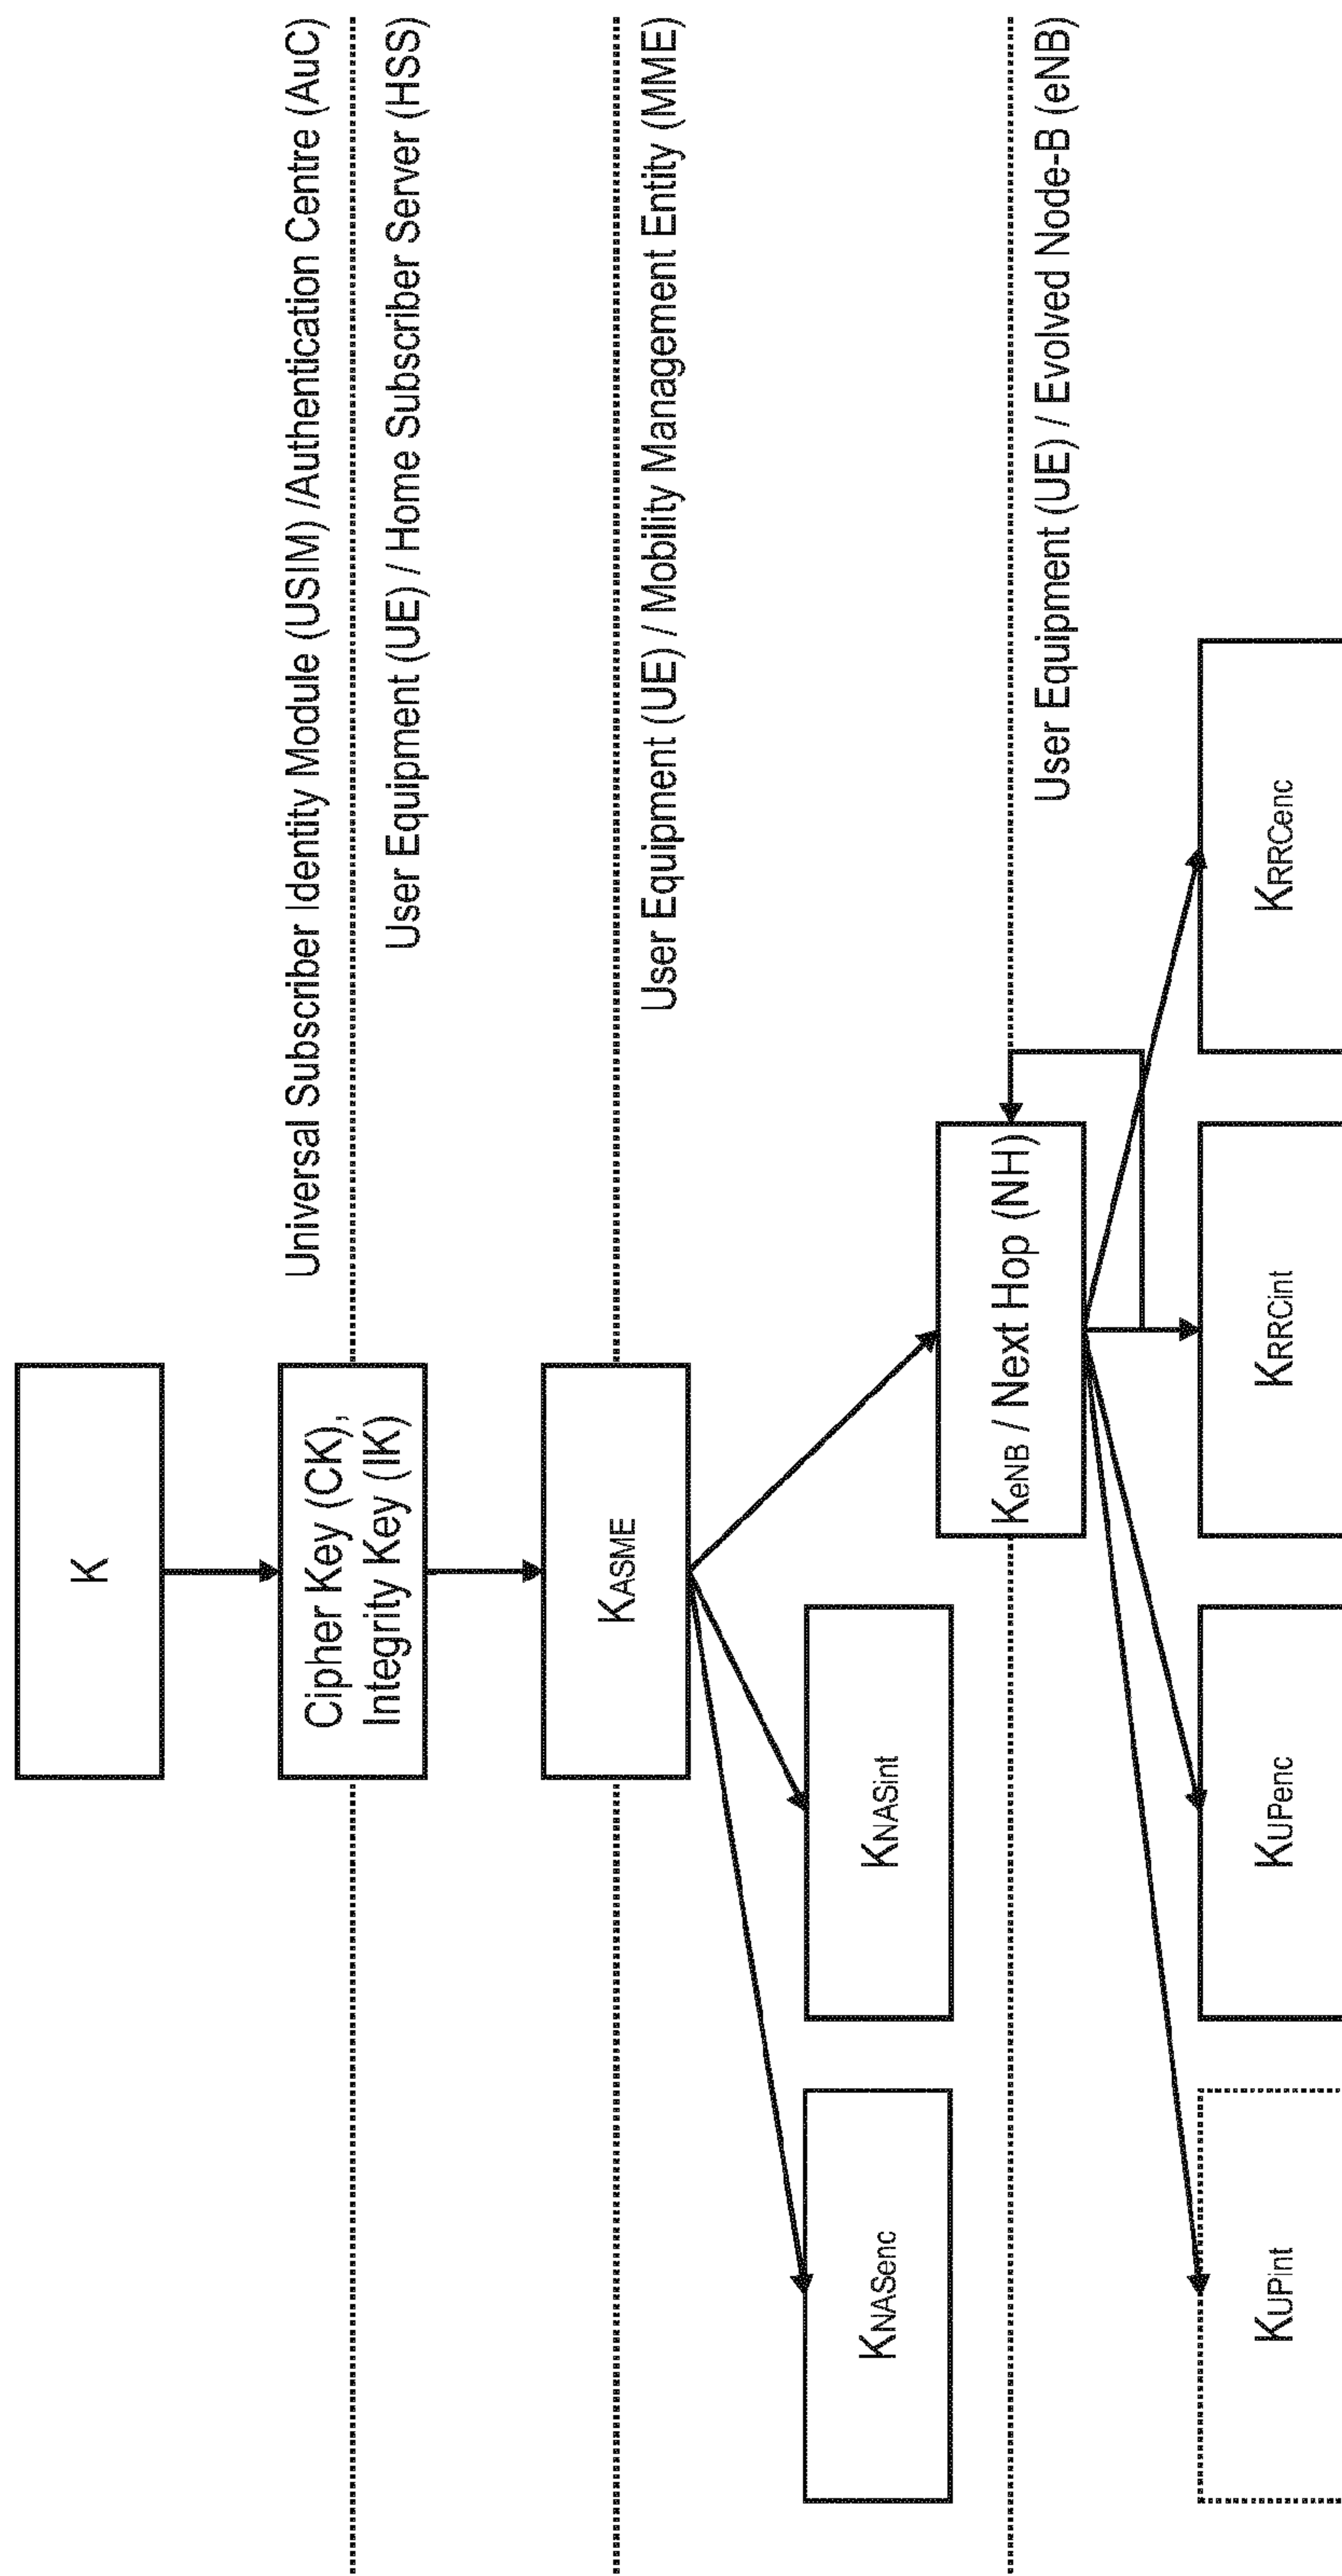 K
Universal Subscriber Identity Module (USIM) /Authentication Centre (AuC)
Cipher Key (CK),
Integrity Key (IK)
User Equipment (UE) / Home Subscriber Server (HSS)
KASME
User Equipment (UE) / Mobility Management Entity (MME)
KNASenc
KNASint
KeNB / Next Hop (NH)
User Equipment (UE) / Evolved Node-B (eNB)
KUPint
KUPenc
KRRCint
KRRCenc